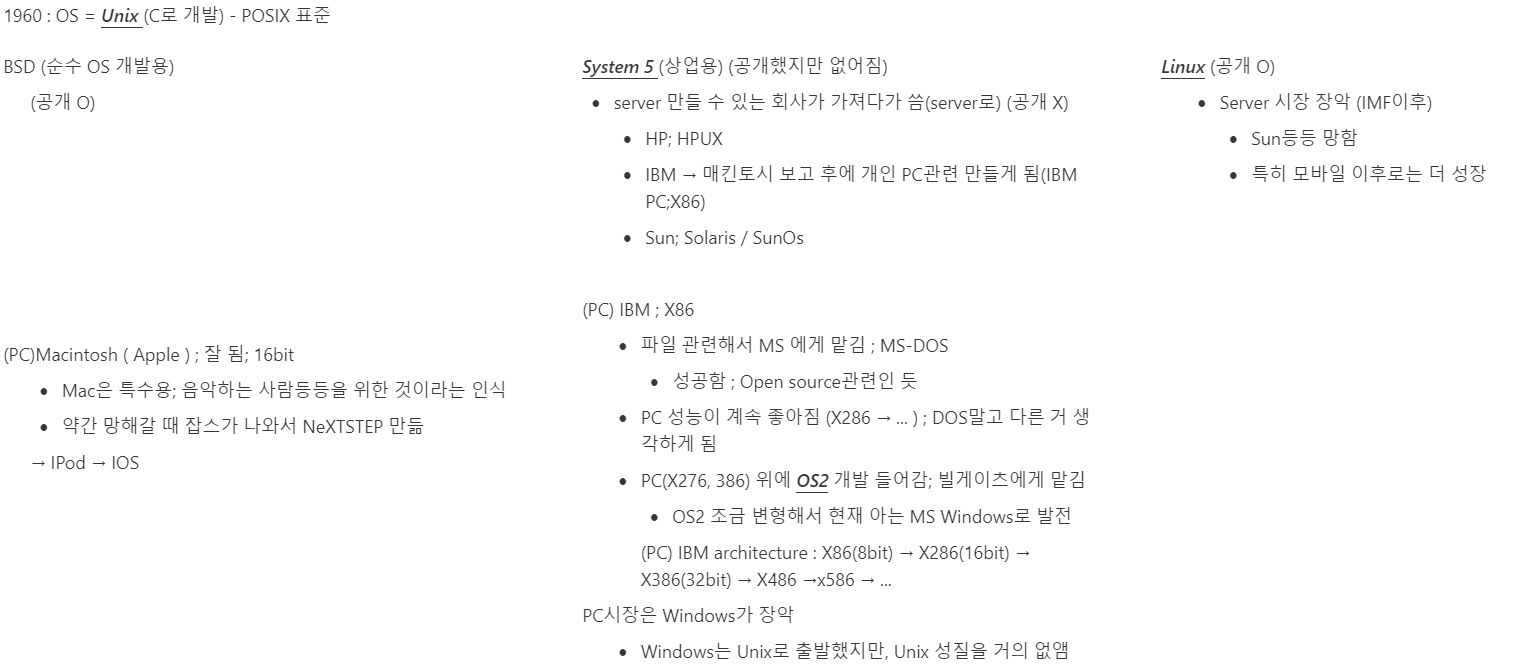 1960 : OS = Unix (C로 개발) - POSIX 표준
BSD (순수 OS 개발용)
(공개 O)
(PC)Macintosh ( Apple ) ; 잘 됨; 16bit
• Mac은 특수용; 음악하는 사람등등을 위한 것이라는 인식
• 약간 망해갈 때 잡스가 나와서 NeXTSTEP 만듦
→ IPod → IOS
System 5 (상업용) (공개했지만 없어짐)
• server 만들 수 있는 회사가 가져다가 씀(server로) (공개 X)
• HP; HPUX
• IBM → 매킨토시 보고 후에 개인 PC관련 만들게 됨(IBM
PC;X86)
• Sun; Solaris / SunOs
(PC) IBM ; X86
• 파일 관련해서 MS 에게 맡김 ; MS-DOS
• 성공함 ; Open source관련인 듯
• PC 성능이 계속 좋아짐 (X286 → ... ) ; DOS말고 다른 거 생
각하게 됨
• PC(X276, 386) 위에 OS2 개발 들어감; 빌게이츠에게 맡김
• OS2 조금 변형해서 현재 아는 MS Windows로 발전
(PC) IBM architecture : X86(8bit) → X286(16bit) →
X386(32bit) → X486 →x586 → ...
PC시장은 Windows가 장악
• Windows는 Unix로 출발했지만, Unix 성질을 거의 없앰
Linux (공개 O)
• Server 시장 장악 (IMF이후)
• Sun등등 망함
• 특히 모바일 이후로는 더 성장